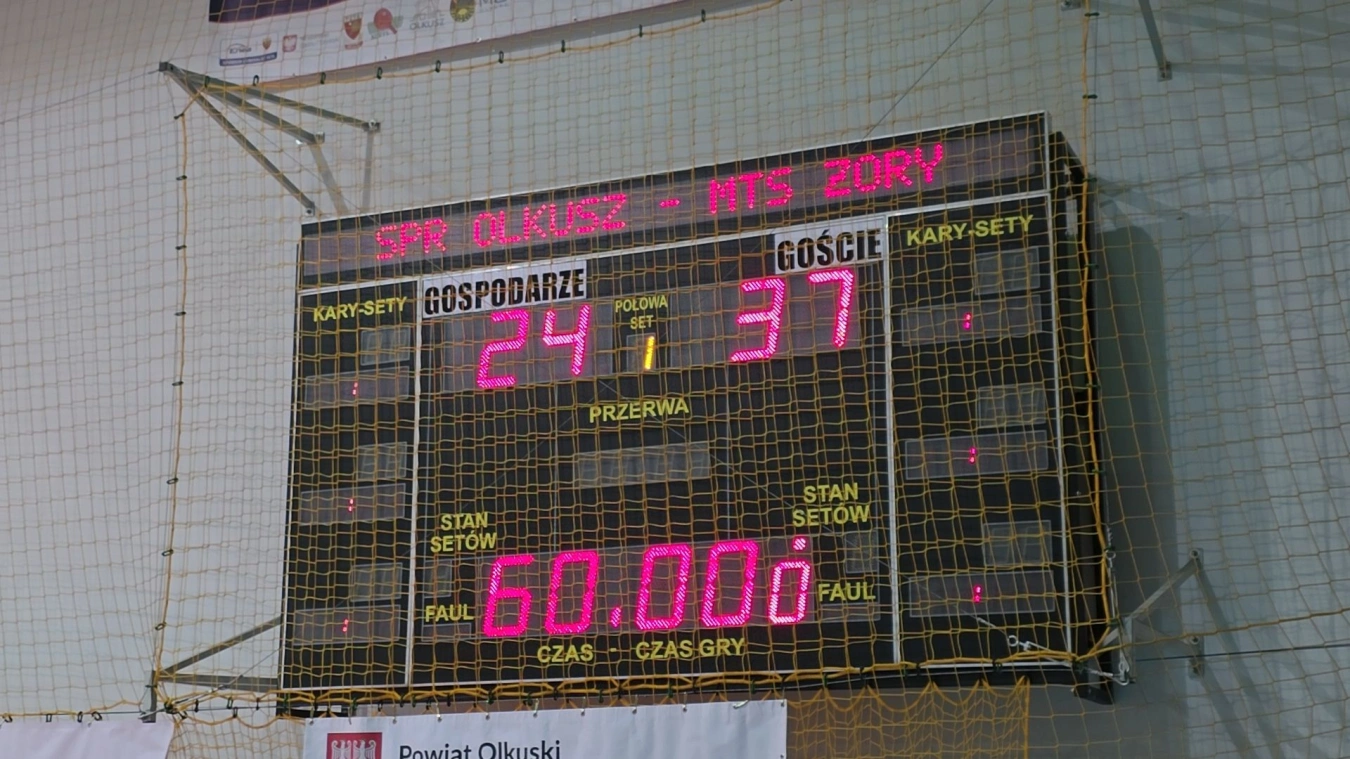 SPR OLKUSZ - MTS ZORY
GOSPODARZE
GOŚCIE
KARY-SETY
KARY-SETY
24
POŁOWA
SET
1
37
PRZERWA
STAN
SETÓW
STAN
SETÓW
FAUL
60.00
FAUL
CZAS - CZAS GRY
Powiat Olkuski